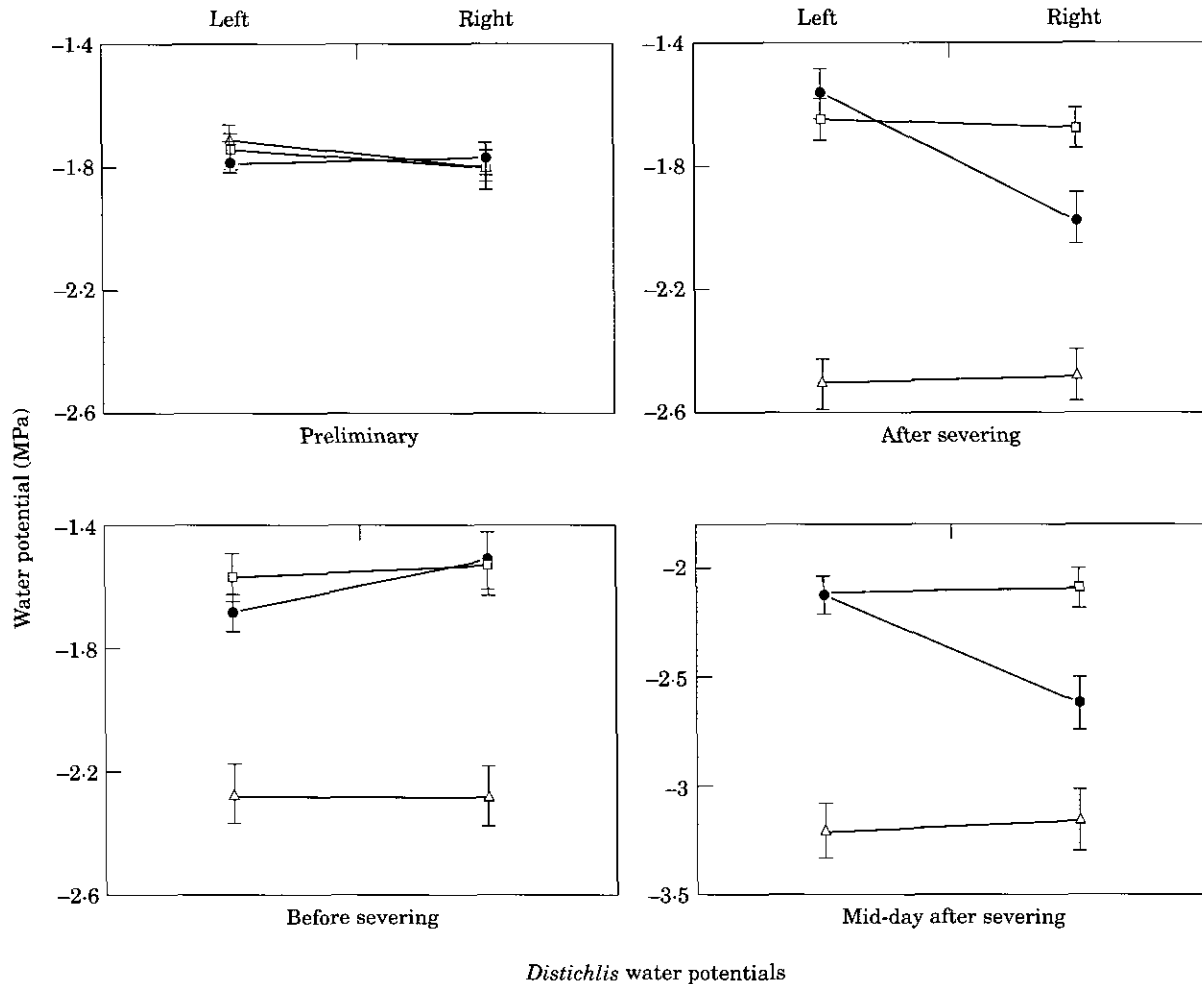 Left Right
Left Right
−1·4
−1·8
−2·2
−2·6
Preliminary
−1·4
−1·8
−2·2
−2·6
After severing
Water potential (MPa)
−1·4
−1·8
−2·2
−2·6
Before severing
−2
−2·5
−3
−3·5
Mid-day after severing
Distichlis water potentials